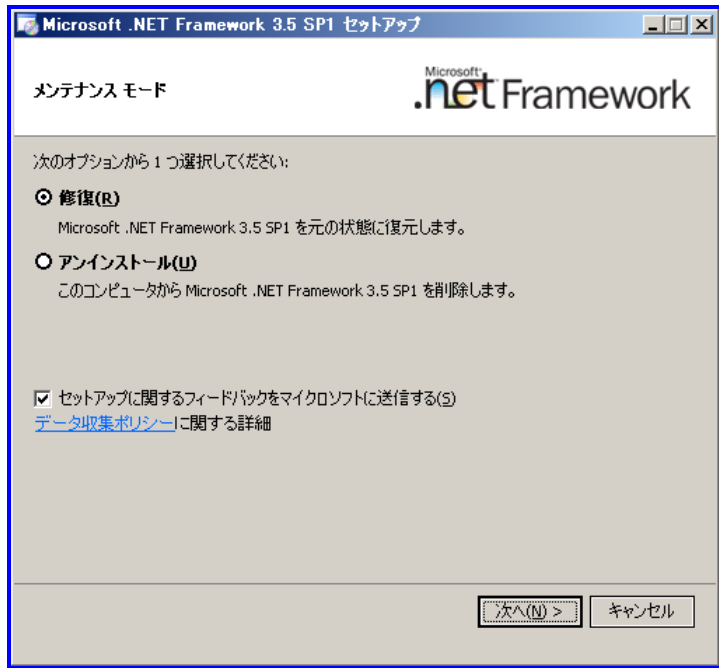 Microsoft .NET Framework 3.5 SP1 セットアップ
メンテナンス モード
Microsoft
.net Framework
次のオプションから 1 つ選択してください:
修復(R)
Microsoft .NET Framework 3.5 SP1 を元の状態に復元します。
アンインストール(U)
このコンピュータから Microsoft .NET Framework 3.5 SP1 を削除します。
セットアップに関するフィードバックをマイクロソフトに送信する(S)
データ収集ポリシーに関する詳細
次へ(N) >
キャンセル